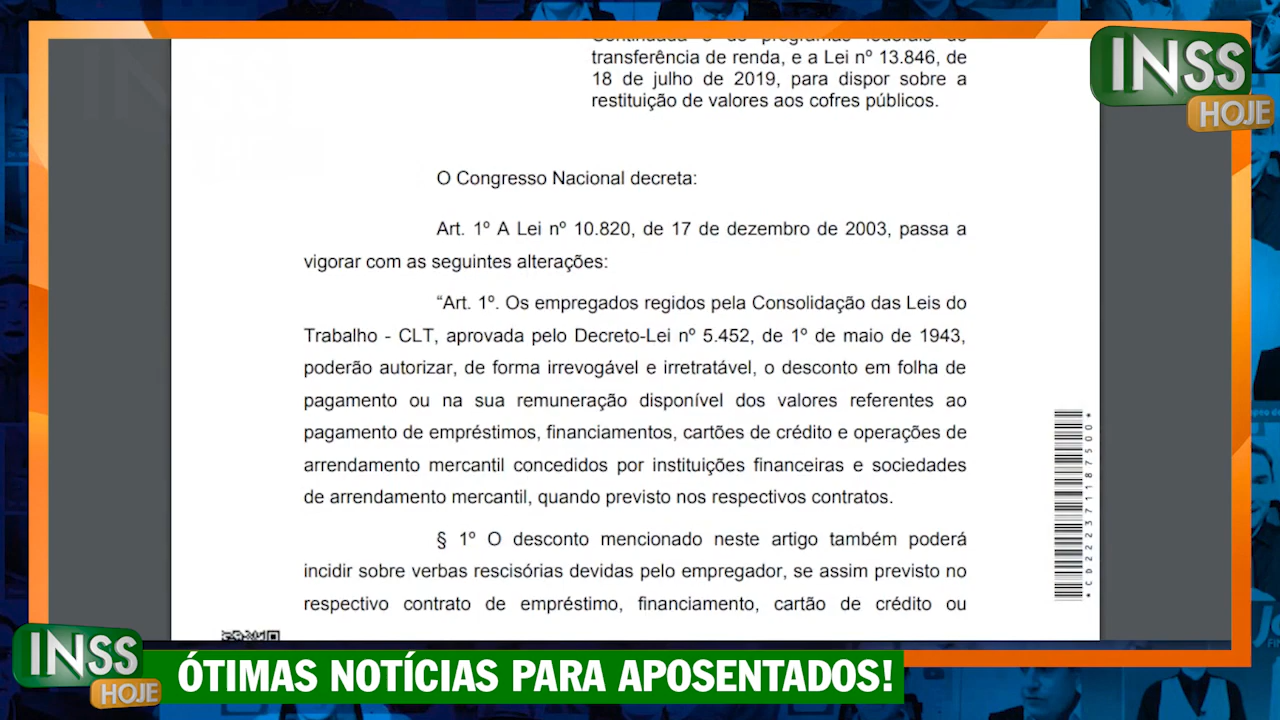 Continuada e de programas federais de
transferência de renda, e a Lei nº 13.846, de
18 de julho de 2019, para dispor sobre a
restituição de valores aos cofres públicos.
INSS
HOJE
O Congresso Nacional decreta:
Art. 1º A Lei nº 10.820, de 17 de dezembro de 2003, passa a
vigorar com as seguintes alterações:
“Art. 1º. Os empregados regidos pela Consolidação das Leis do
Trabalho - CLT, aprovada pelo Decreto-Lei nº 5.452, de 1º de maio de 1943,
poderão autorizar, de forma irrevogável e irretratável, o desconto em folha de
pagamento ou na sua remuneração disponível dos valores referentes ao
pagamento de empréstimos, financiamentos, cartões de crédito e operações de
arrendamento mercantil concedidos por instituições financeiras e sociedades
de arrendamento mercantil, quando previsto nos respectivos contratos.
§ 1º O desconto mencionado neste artigo também poderá
incidir sobre verbas rescisórias devidas pelo empregador, se assim previsto no
respectivo contrato de empréstimo, financiamento, cartão de crédito ou
*CD22371187500*
INSS
HOJE
ÓTIMAS NOTÍCIAS PARA APOSENTADOS!